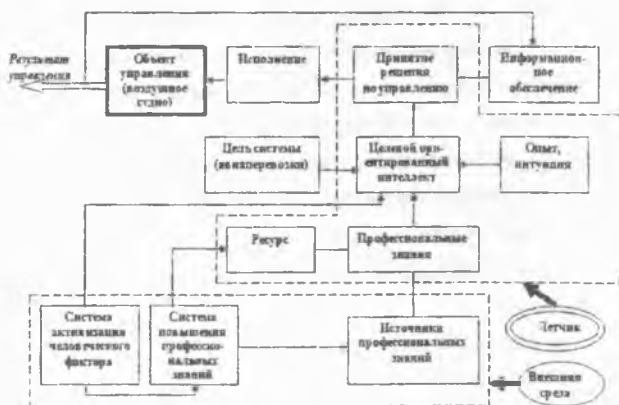 Результат
управления
Объект
управления
(воздушное
судно)
Исполнение
Принятие
решения
по управлению
Информацион-
ное
обеспечение
Цель системы
(авиаперевозки)
Целевой ори-
ентированный
интеллект
Опыт,
интуиция
Ресурс
Профессиональные
знания
Система
активизации
человеческого
фактора
Система
повышения
профессио-
нальных
знаний
Источники
профессиональных
знаний
Летчик
Внешняя
среда